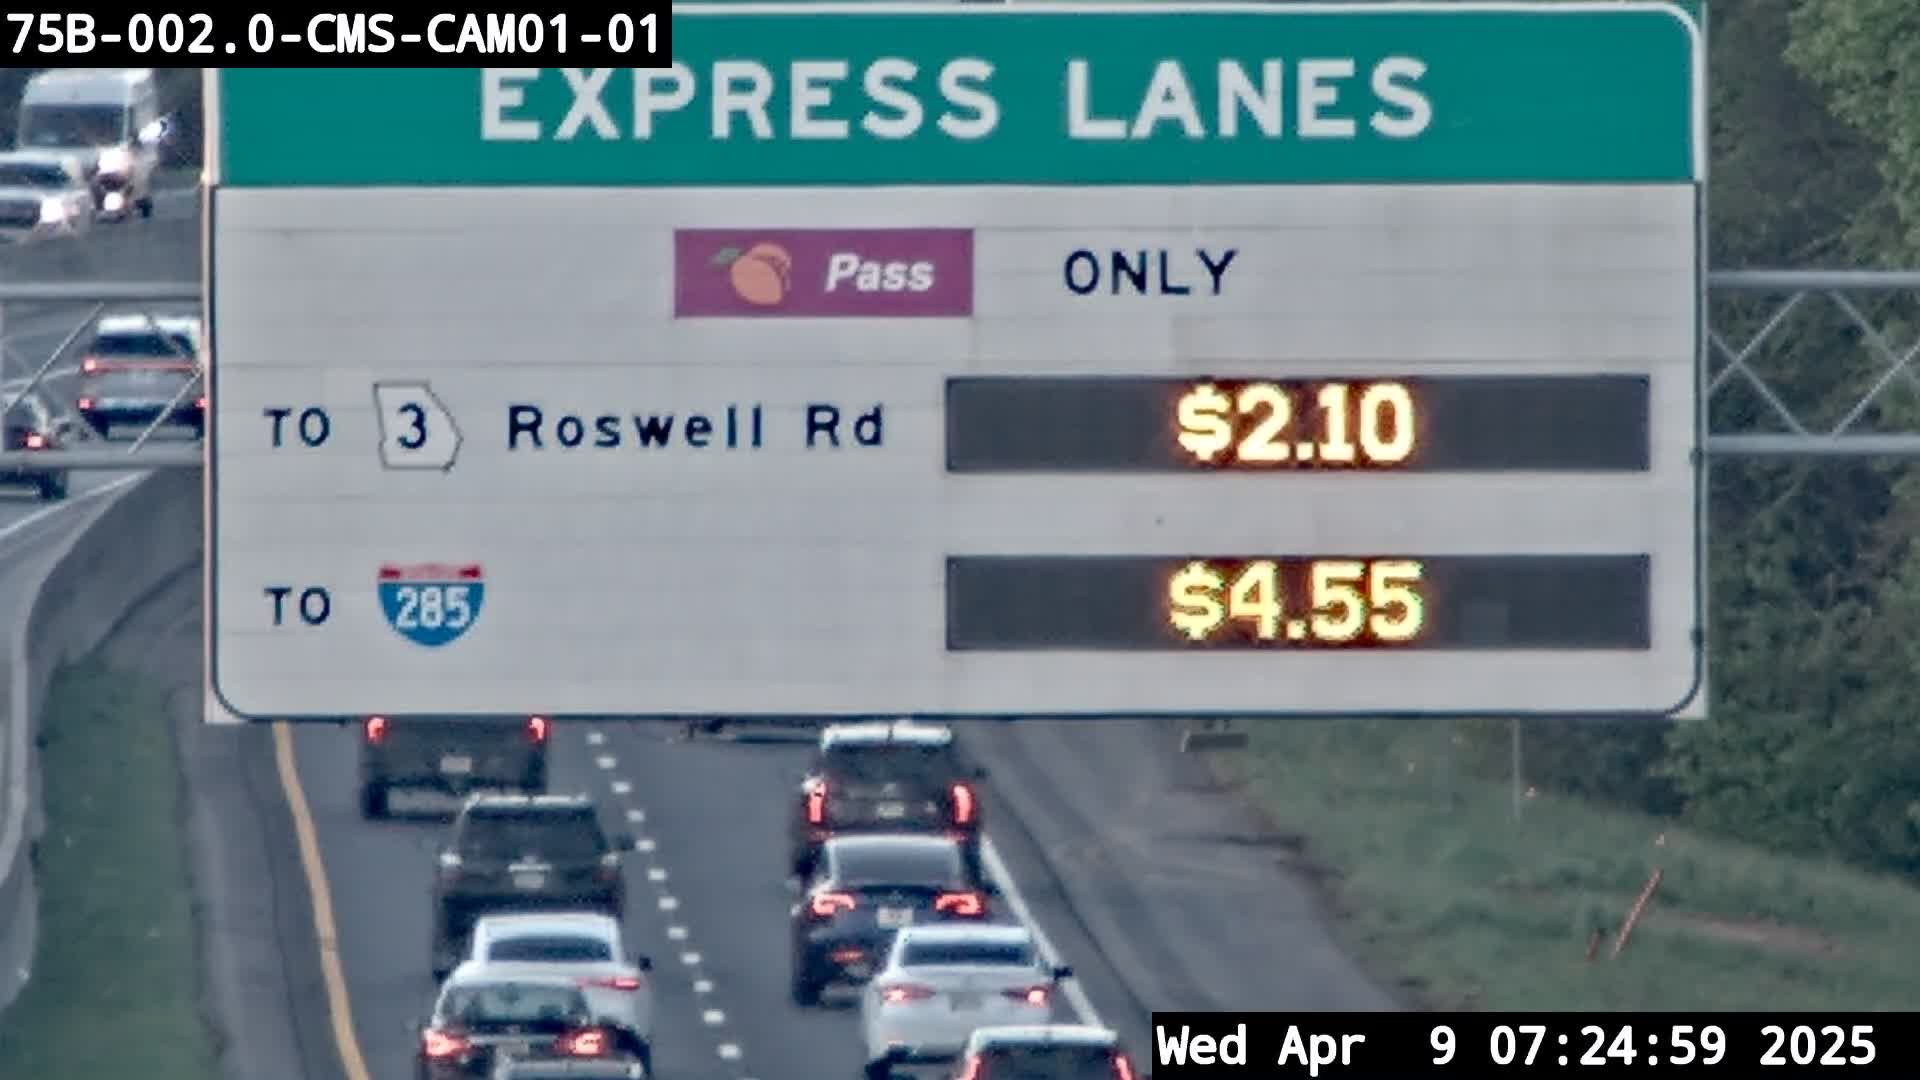 75B-002.0-CMS-CAM01-01
EXPRESS LANES
Pass ONLY
TO 3 Roswell Rd $2.10
TO 285 $4.55
Wed Apr 9 07:24:59 2025